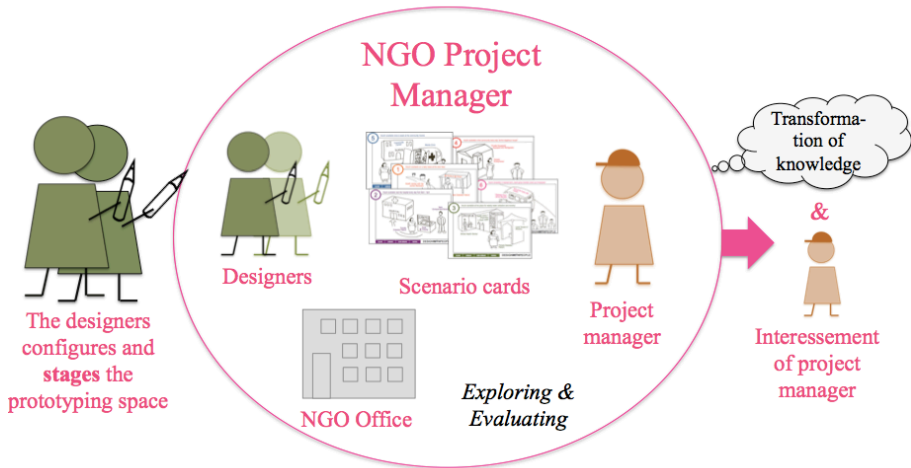 NGO Project
Manager
Transforma-
tion of
knowledge
&
Designers
Scenario cards
The designers
configures and
stages the
prototyping space
Project
manager
Interessement
of project
manager
NGO Office
Exploring &
Evaluating